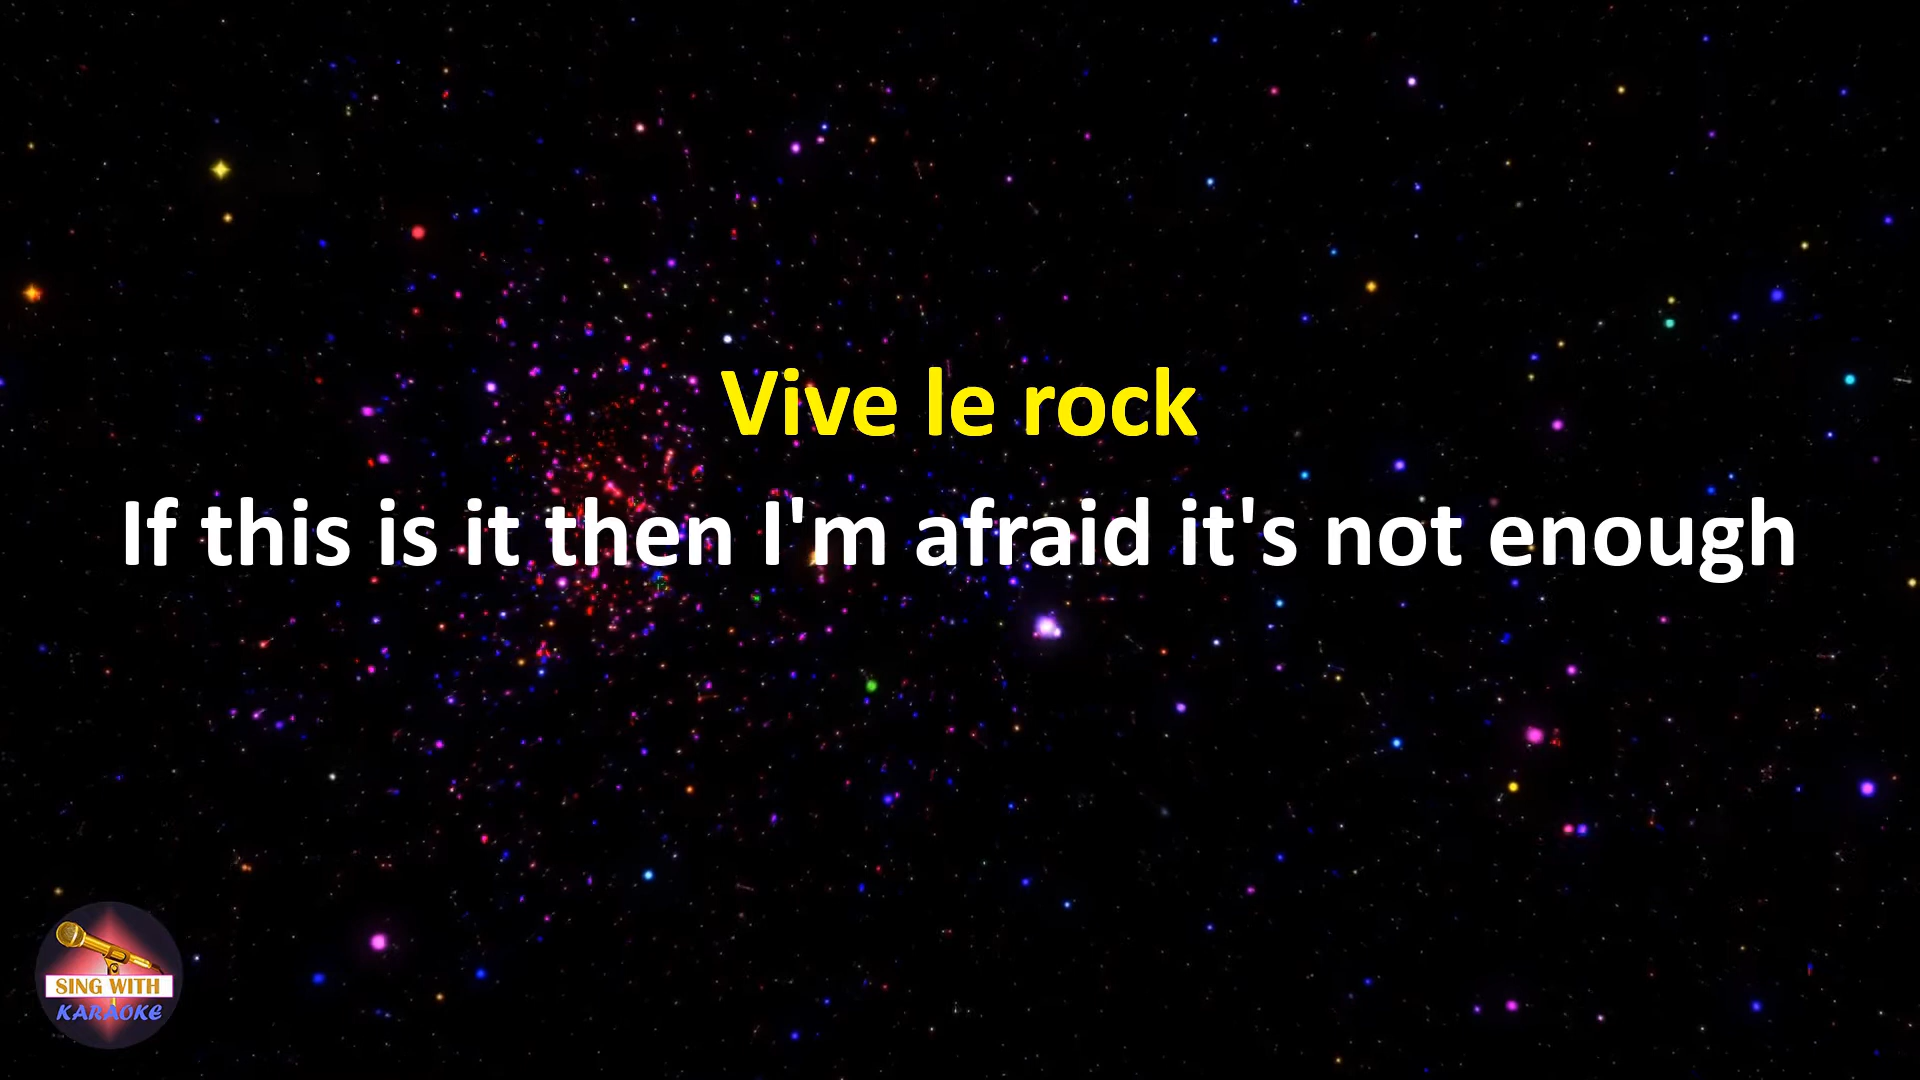 Vive le rock
If this is it then I'm afraid it's not enough
SING WITH
KARAOKE